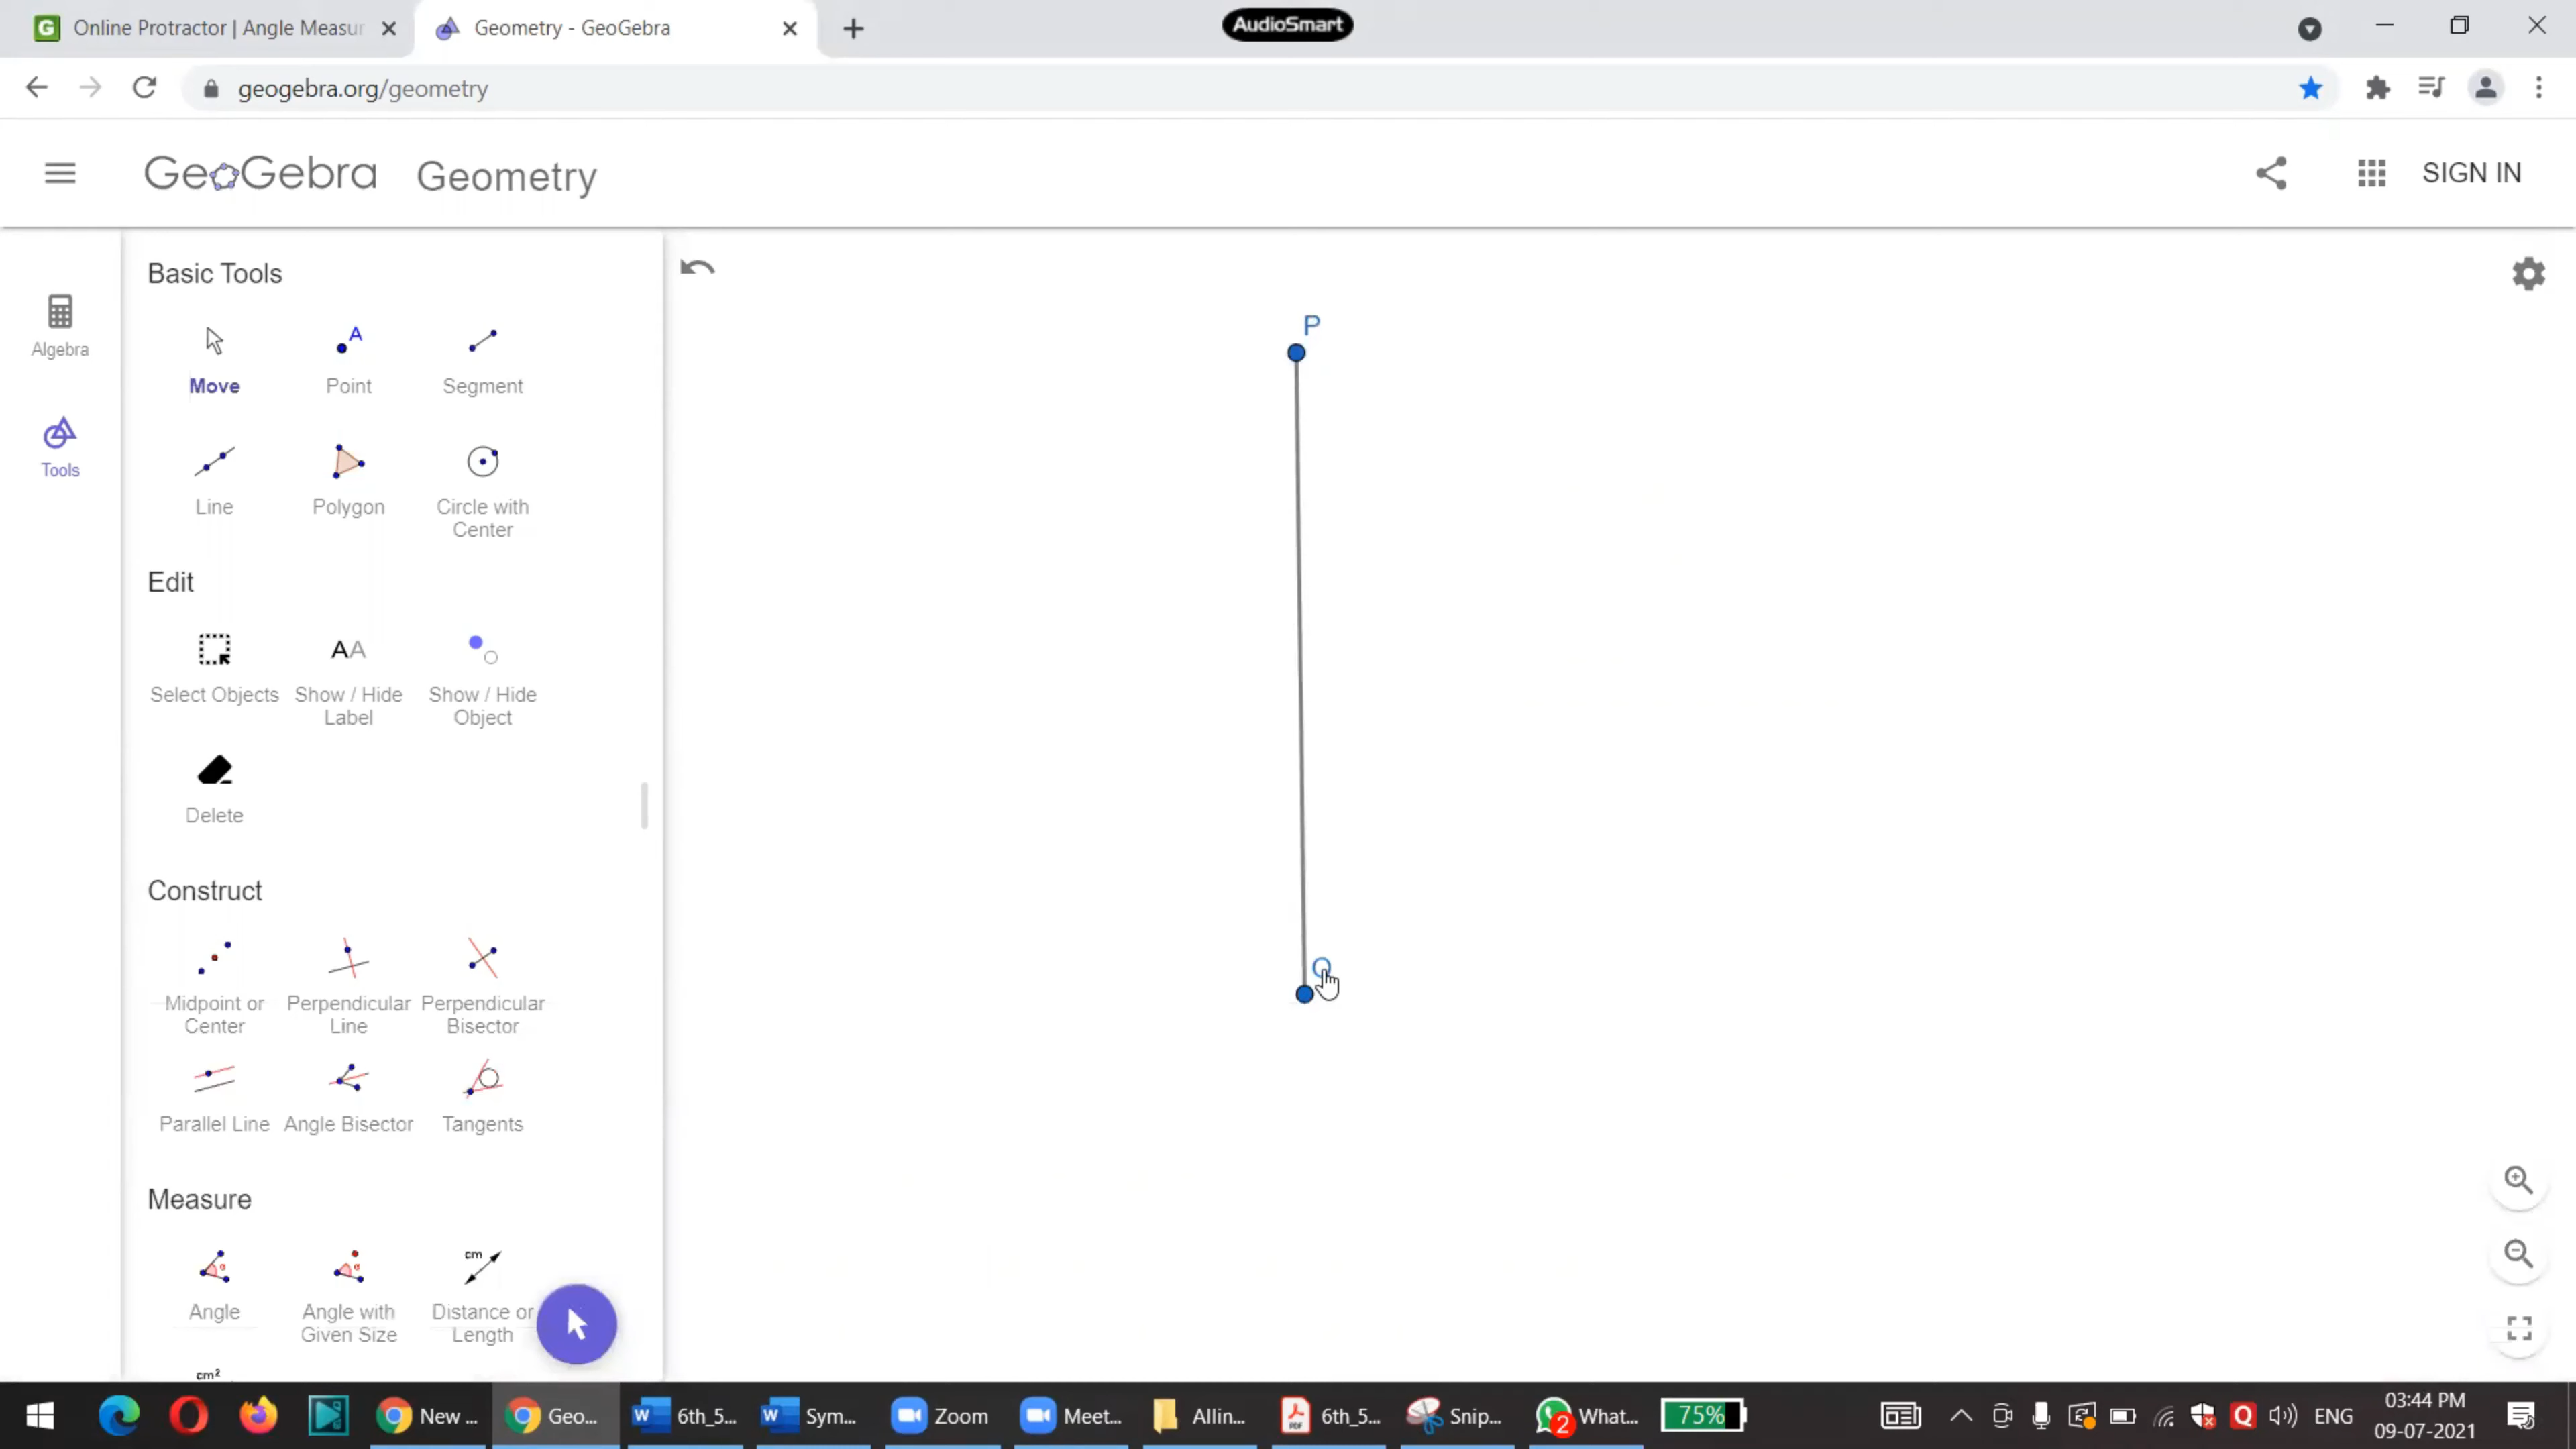 Online Protractor | Angle Measur
Geometry - GeoGebra
AudioSmart
geogebra.org/geometry
GeoGebra Geometry
SIGN IN
Algebra
Tools
Basic Tools
Move
Point
A
Segment
Line
Polygon
Circle with
Center
Edit
Select Objects
AA
Show / Hide
Label
Show / Hide
Object
Delete
Construct
Midpoint or
Center
Perpendicular
Line
Perpendicular
Bisector
Parallel Line
Angle Bisector
Tangents
Measure
Angle
Angle with
Given Size
cm
Distance or
Length
cm²
P
New ...
Geo...
6th_5...
Sym...
Zoom
Meet...
Allin...
6th_5...
Snip...
2
What...
75%
ENG
03:44 PM
09-07-2021